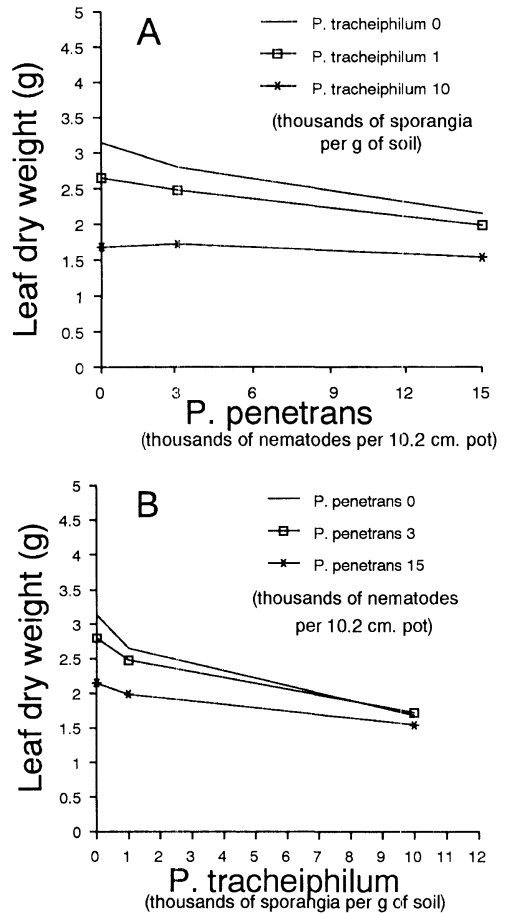 A
P. tracheiphilum 0
P. tracheiphilum 1
P. tracheiphilum 10
(thousands of sporangia
per g of soil)
Leaf dry weight (g)
5
4.5
4
3.5
3
2.5
2
1.5
1
0.5
0
0 3 6 9 12 15
P. penetrans
(thousands of nematodes per 10.2 cm. pot)
B
P. penetrans 0
P. penetrans 3
P. penetrans 15
(thousands of nematodes
per 10.2 cm. pot)
Leaf dry weight (g)
5
4.5
4
3.5
3
2.5
2
1.5
1
0.5
0
0 1 2 3 4 5 6 7 8 9 10 11 12
P. tracheiphilum
(thousands of sporangia per g of soil)